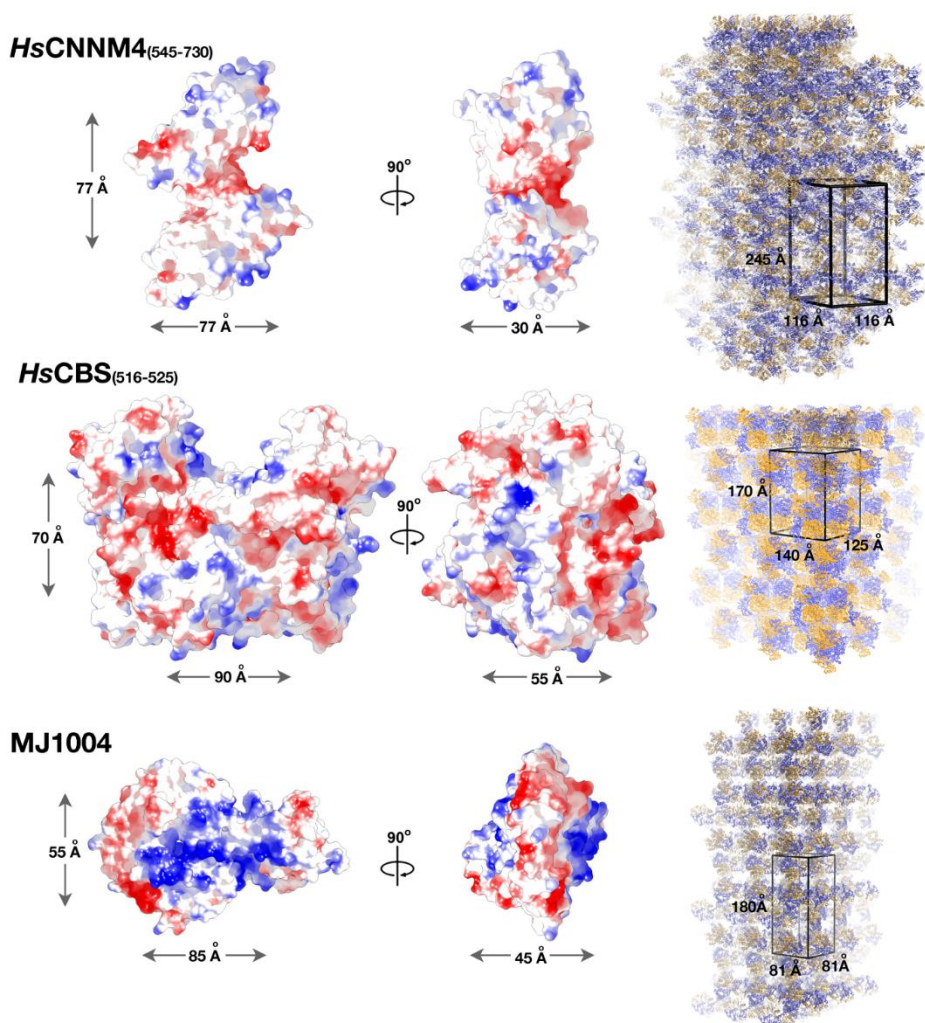 HsCNNM4(545-730)
77 Å
90°
77 Å
30 Å
245 Å
116 Å
116 Å
HsCBS(516-525)
70 Å
90°
90 Å
55 Å
170 Å
140 Å
125 Å
MJ1004
55 Å
90°
85 Å
45 Å
180Å
81 Å
81Å